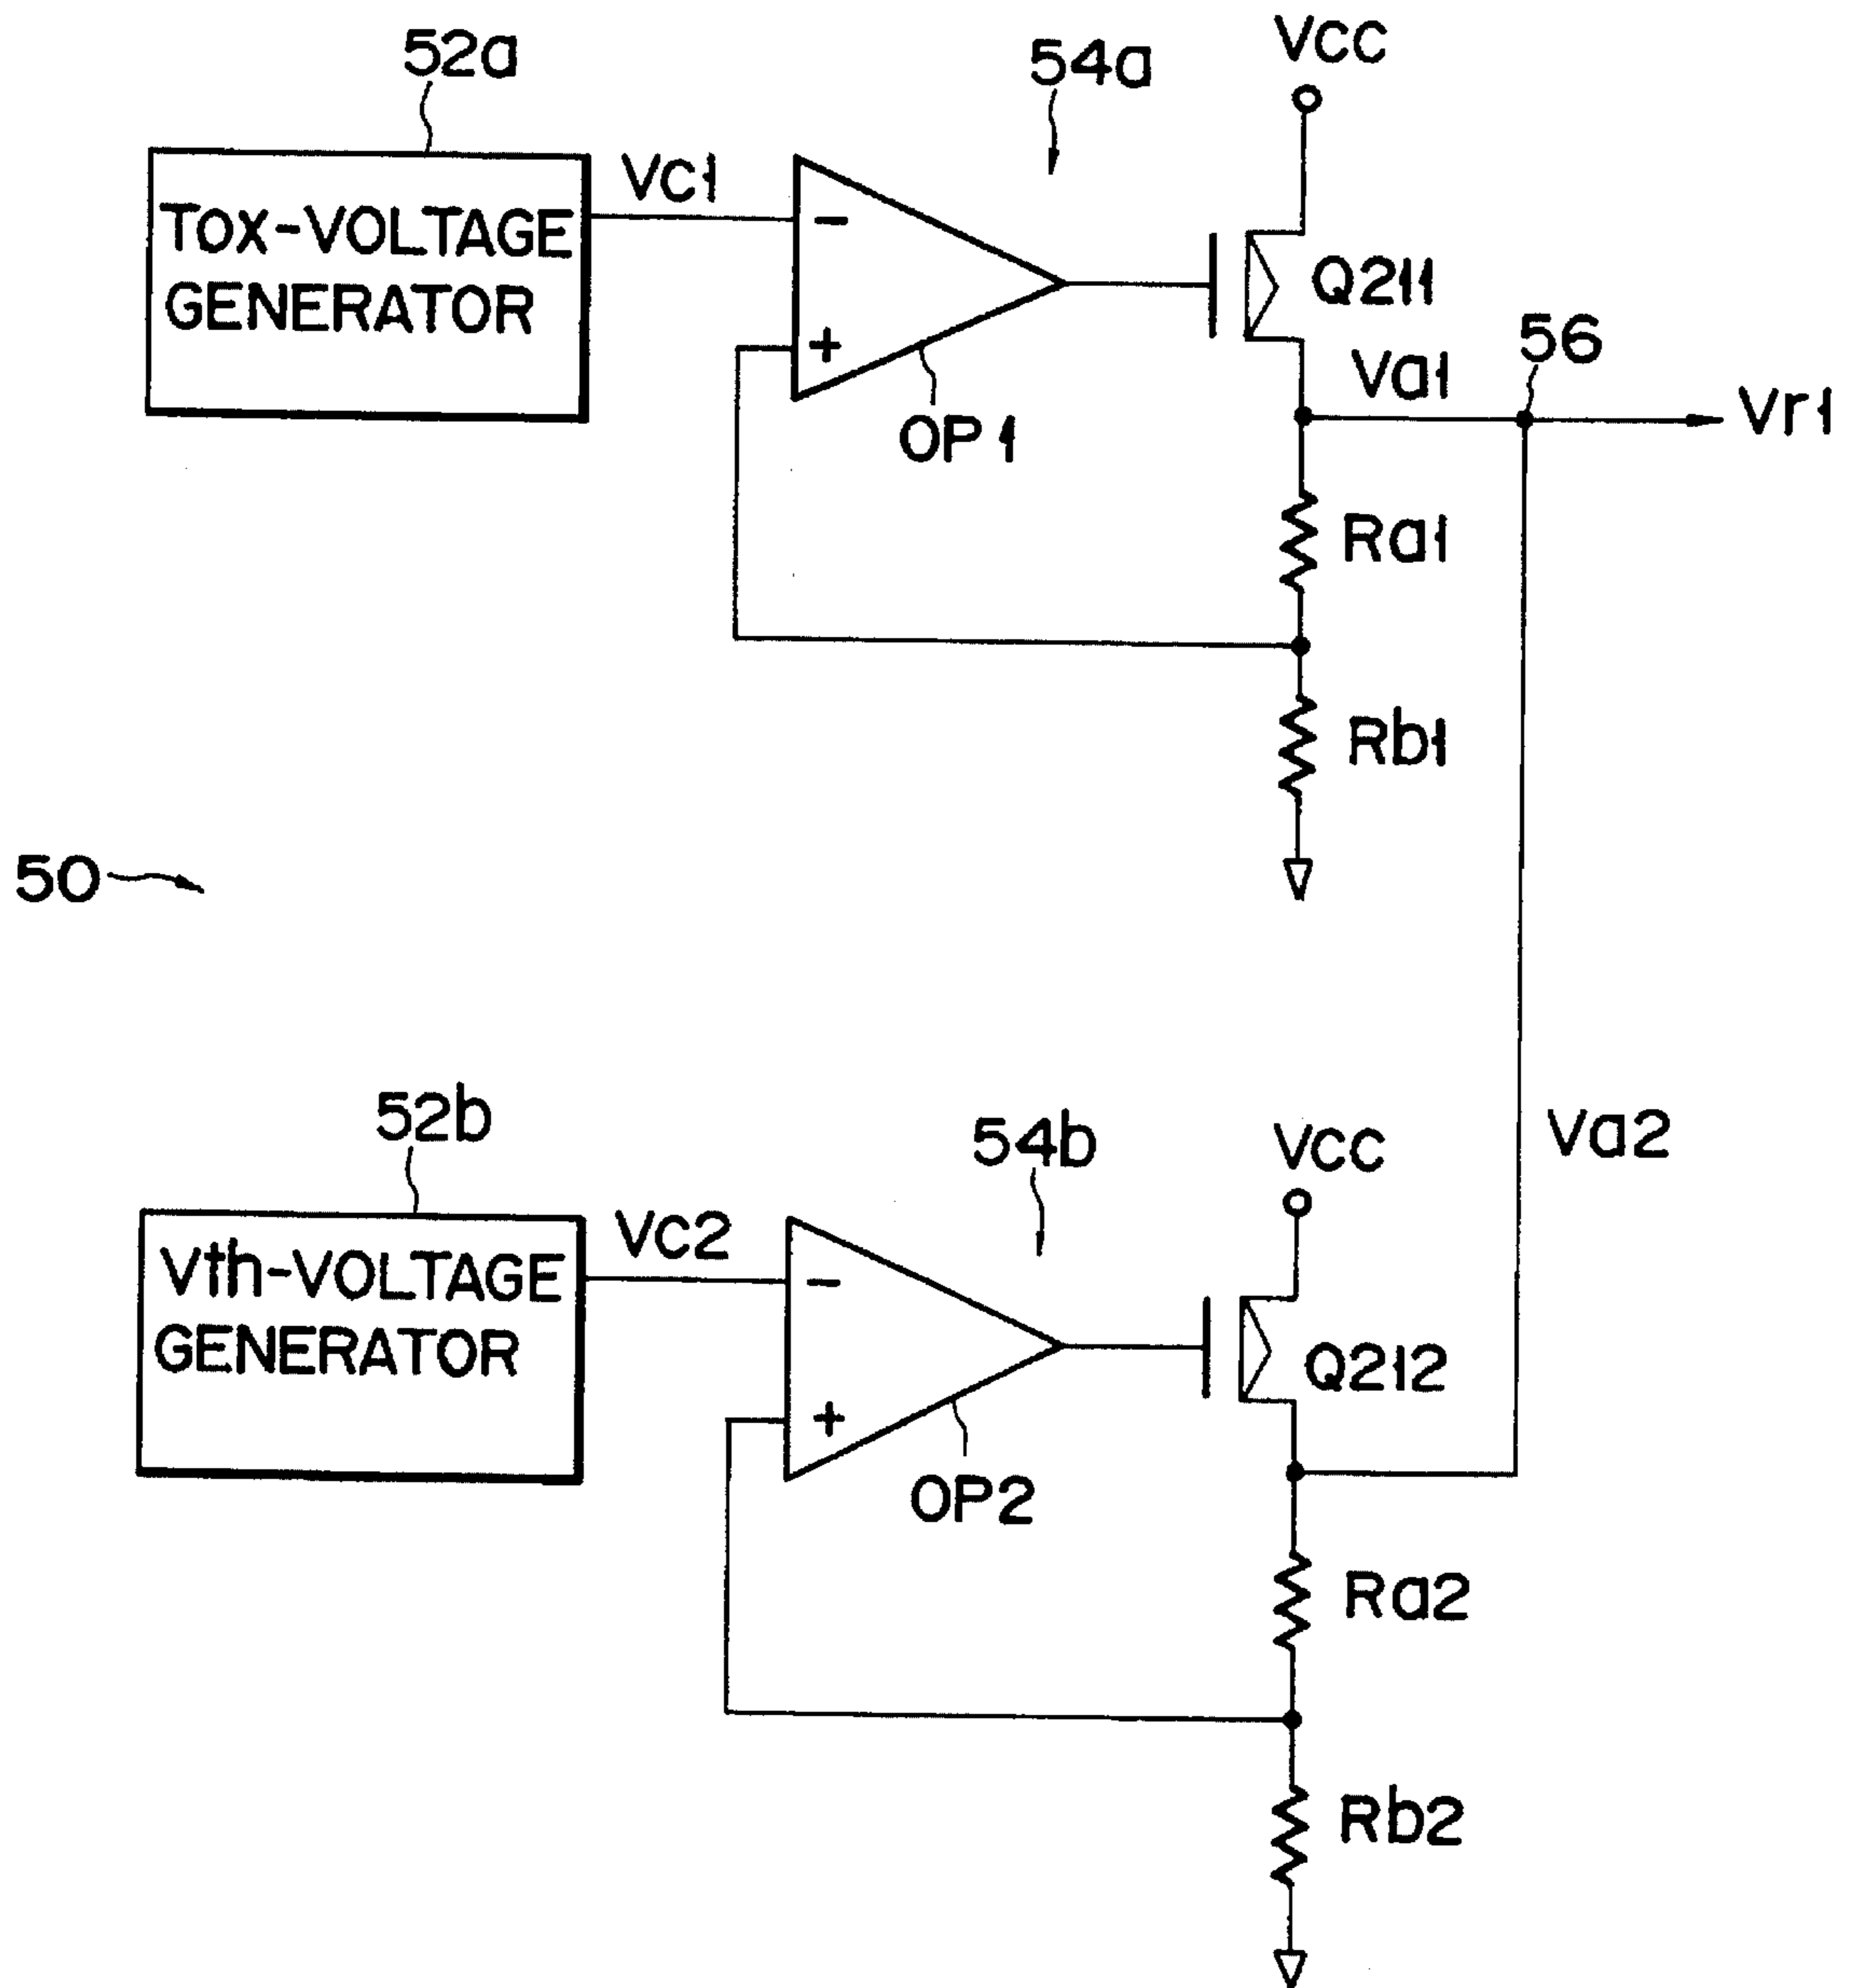 52a
54a
VCC
Vc1
TOX-VOLTAGE
GENERATOR
-
+
OP1
Q211
Va1
56
Vr1
Ra1
Rb1
50
52b
54b
VCC
Va2
Vc2
Vth-VOLTAGE
GENERATOR
-
+
OP2
Q212
Ra2
Rb2